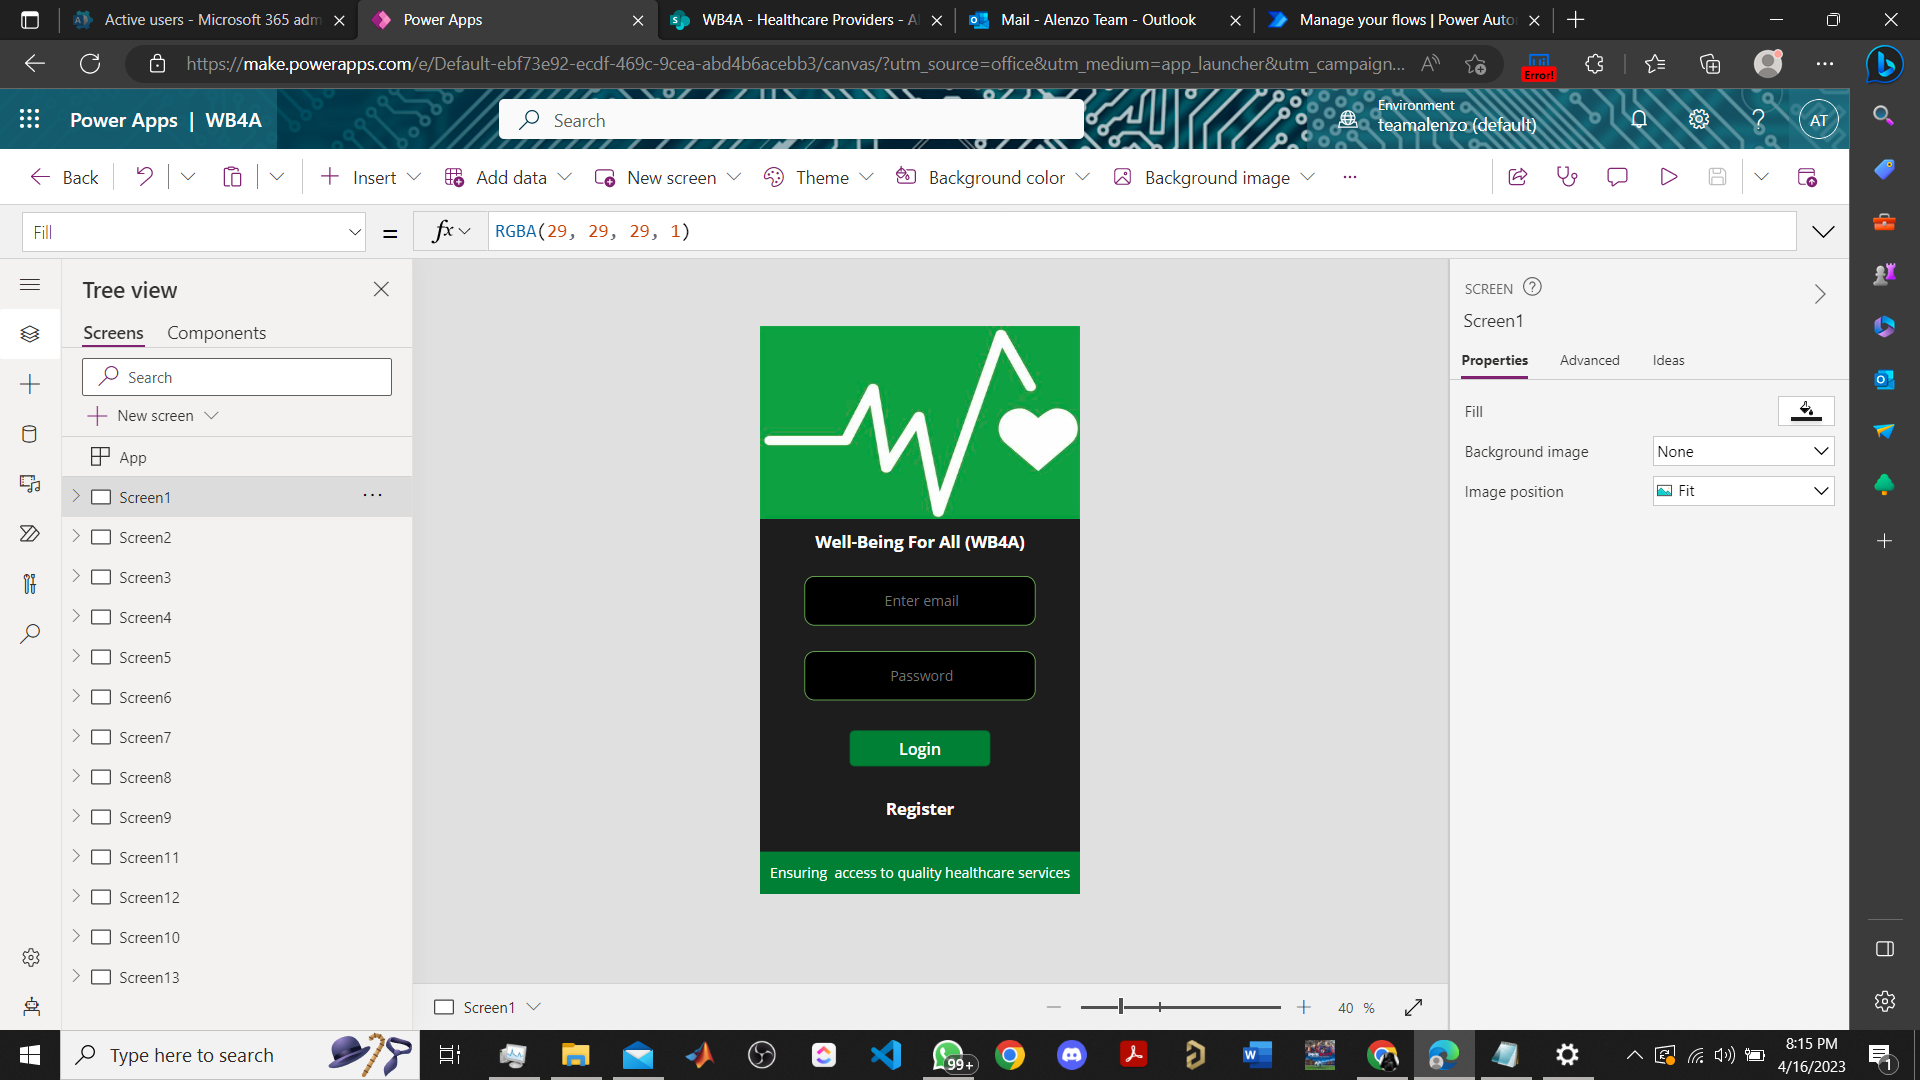 Active users - Microsoft 365 adm
Power Apps
WB4A - Healthcare Providers - Al
Mail - Alenzo Team - Outlook
Manage your flows | Power Auto
https://make.powerapps.com/e/Default-ebf73e92-ecdf-469c-9cea-abd4b6acebb3/canvas/?utm_source=office&utm_medium=app_launcher&utm_campaign...
Error!
Power Apps | WB4A
Search
Environment
teamalenzo (default)
AT
Back
Insert
Add data
New screen
Theme
Background color
Background image
Fill
=
fx
RGBA(29, 29, 29, 1)
Tree view
Screens
Components
Search
New screen
App
Screen1
Screen2
Screen3
Screen4
Screen5
Screen6
Screen7
Screen8
Screen9
Screen11
Screen12
Screen10
Screen13
Well-Being For All (WB4A)
Enter email
Password
Login
Register
Ensuring  access to quality healthcare services
SCREEN
Screen1
Properties
Advanced
Ideas
Fill
Background image
None
Image position
Fit
Screen1
40 %
Type here to search
99+
8:15 PM
4/16/2023
1